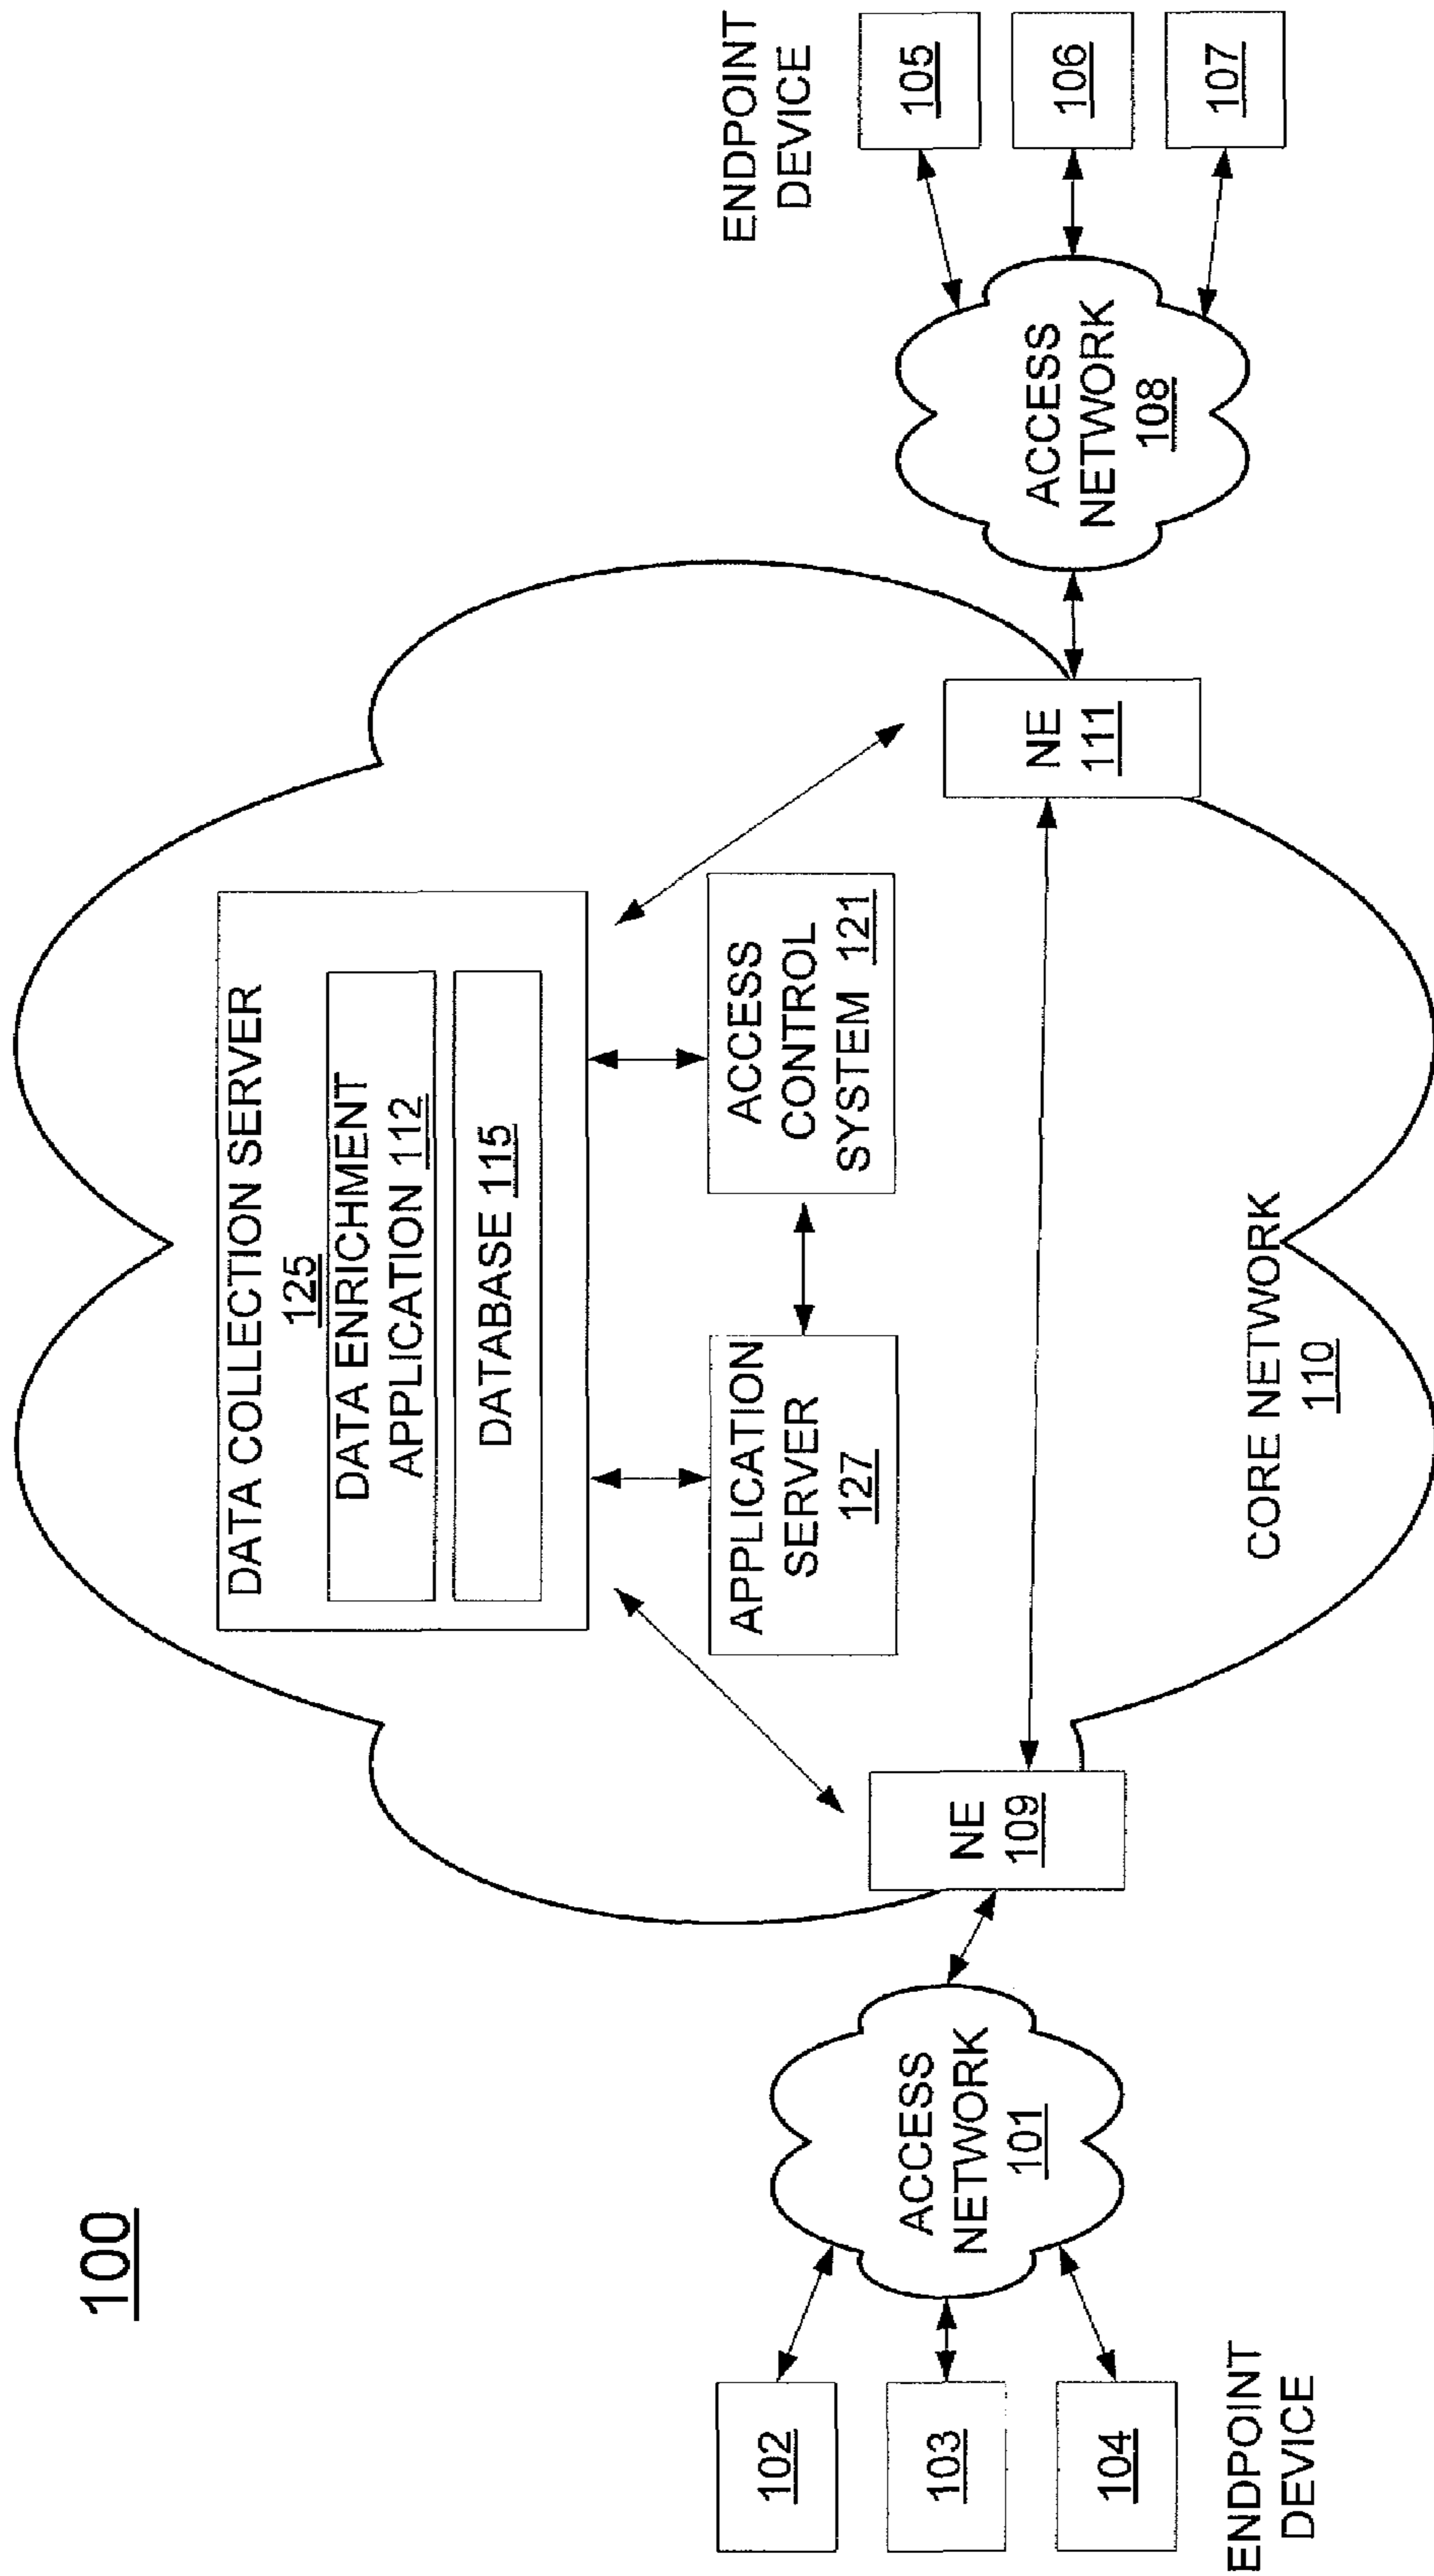 100
DATA COLLECTION SERVER
125
DATA ENRICHMENT
APPLICATION 112
DATABASE 115
APPLICATION
SERVER
127
ACCESS
CONTROL
SYSTEM 121
NE
109
NE
111
CORE NETWORK
110
ACCESS
NETWORK
101
102
103
104
ENDPOINT
DEVICE
ACCESS
NETWORK
108
ENDPOINT
DEVICE
105
106
107